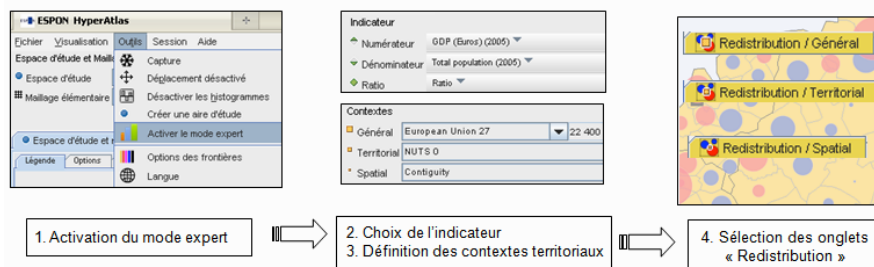 ESPON HyperAtlas
Fichier Visualisation Outils Session Aide
Espace d'étude et Maill
Espace d'étude
Maillage élémentaire
Capture
Déplacement désactivé
Désactiver les histogrammes
Créer une aire d'étude
Activer le mode expert
Options des frontières
Langue
Espace d'étude et
Légende Options
Indicateur
Numérateur GDP (Euros) (2005)
Dénominateur Total population (2005)
Ratio Ratio
Contextes
Général European Union 27 22 400
Territorial NUTS 0
Spatial Contiguity
Redistribution / Général
Redistribution / Territorial
Redistribution / Spatial
1. Activation du mode expert
2. Choix de l'indicateur
3. Définition des contextes territoriaux
4. Sélection des onglets
« Redistribution »